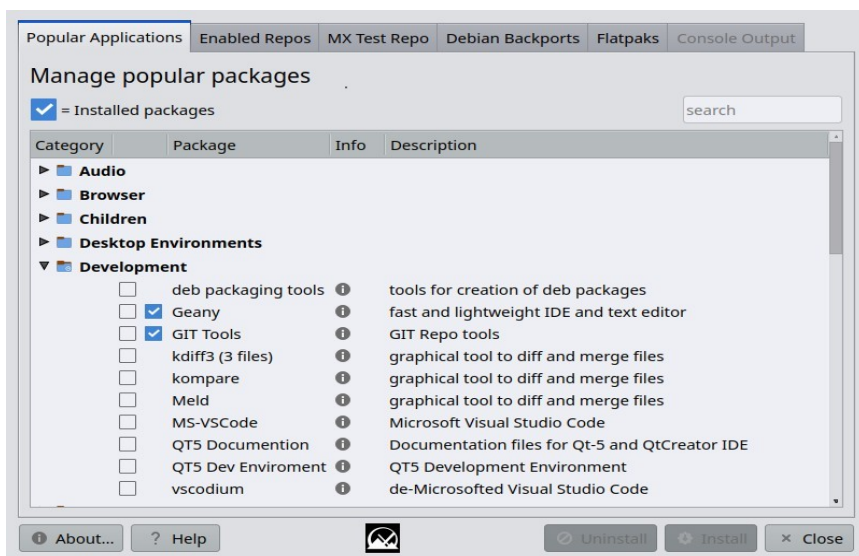 Popular Applications Enabled Repos MX Test Repo Debian Backports Flatpaks Console Output
Manage popular packages
= Installed packages search
Category Package Info Description
Audio
Browser
Children
Desktop Environments
Development
deb packaging tools tools for creation of deb packages
Geany fast and lightweight IDE and text editor
GIT Tools GIT Repo tools
kdiff3 (3 files) graphical tool to diff and merge files
kompare graphical tool to diff and merge files
Meld graphical tool to diff and merge files
MS-VSCode Microsoft Visual Studio Code
QT5 Documention Documentation files for Qt-5 and QtCreator IDE
QT5 Dev Enviroment QT5 Development Environment
vscodium de-Microsofted Visual Studio Code
About... ? Help Uninstall Install × Close